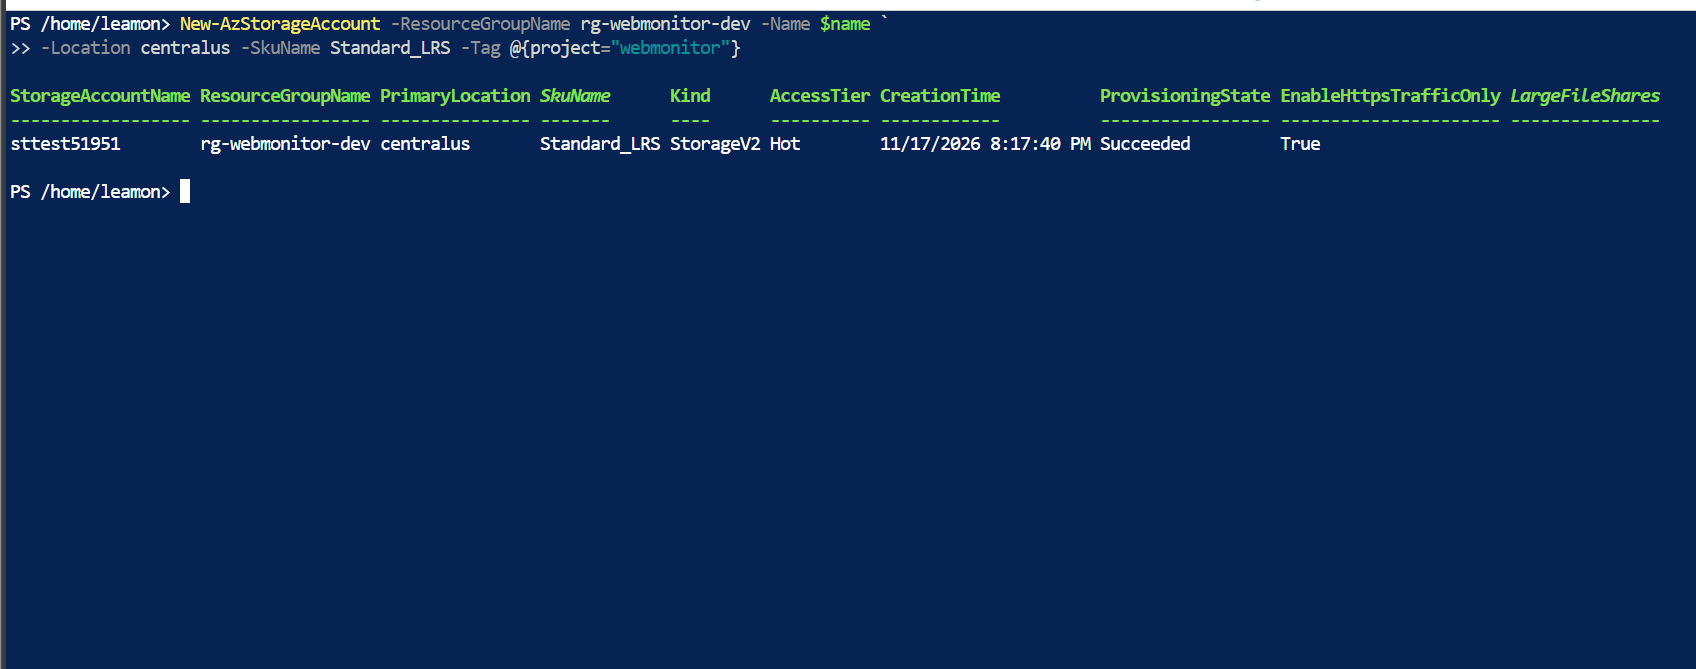 PS /home/leamon> New-AzStorageAccount -ResourceGroupName rg-webmonitor-dev -Name $name `
>> -Location centralus -SkuName Standard_LRS -Tag @{project="webmonitor"}
StorageAccountName ResourceGroupName PrimaryLocation SkuName      Kind      AccessTier CreationTime           ProvisioningState EnableHttpsTrafficOnly LargeFileShares
------------------ ----------------- --------------- -------      ----      ---------- ------------           ----------------- ---------------------- ---------------
sttest51951        rg-webmonitor-dev centralus       Standard_LRS StorageV2 Hot        11/17/2026 8:17:40 PM Succeeded         True
PS /home/leamon>